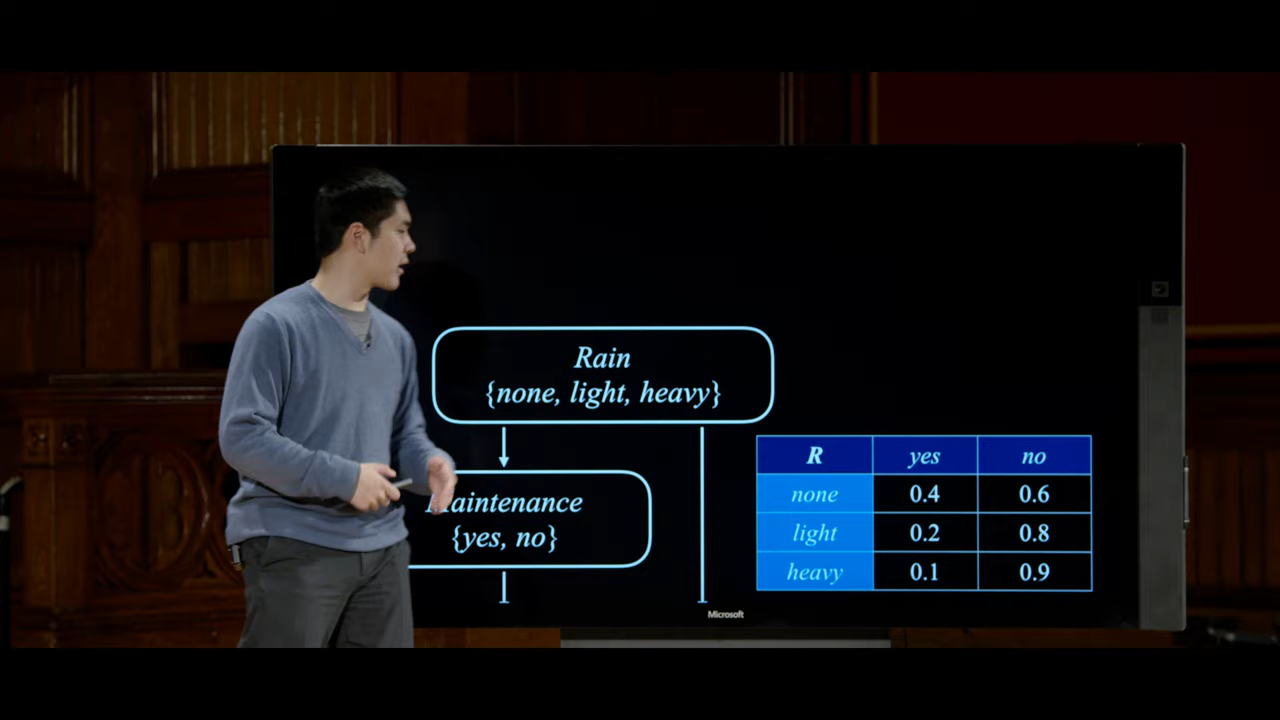 Rain
{none, light, heavy}
Maintenance
{yes, no}
R yes no
none 0.4 0.6
light 0.2 0.8
heavy 0.1 0.9
Microsoft